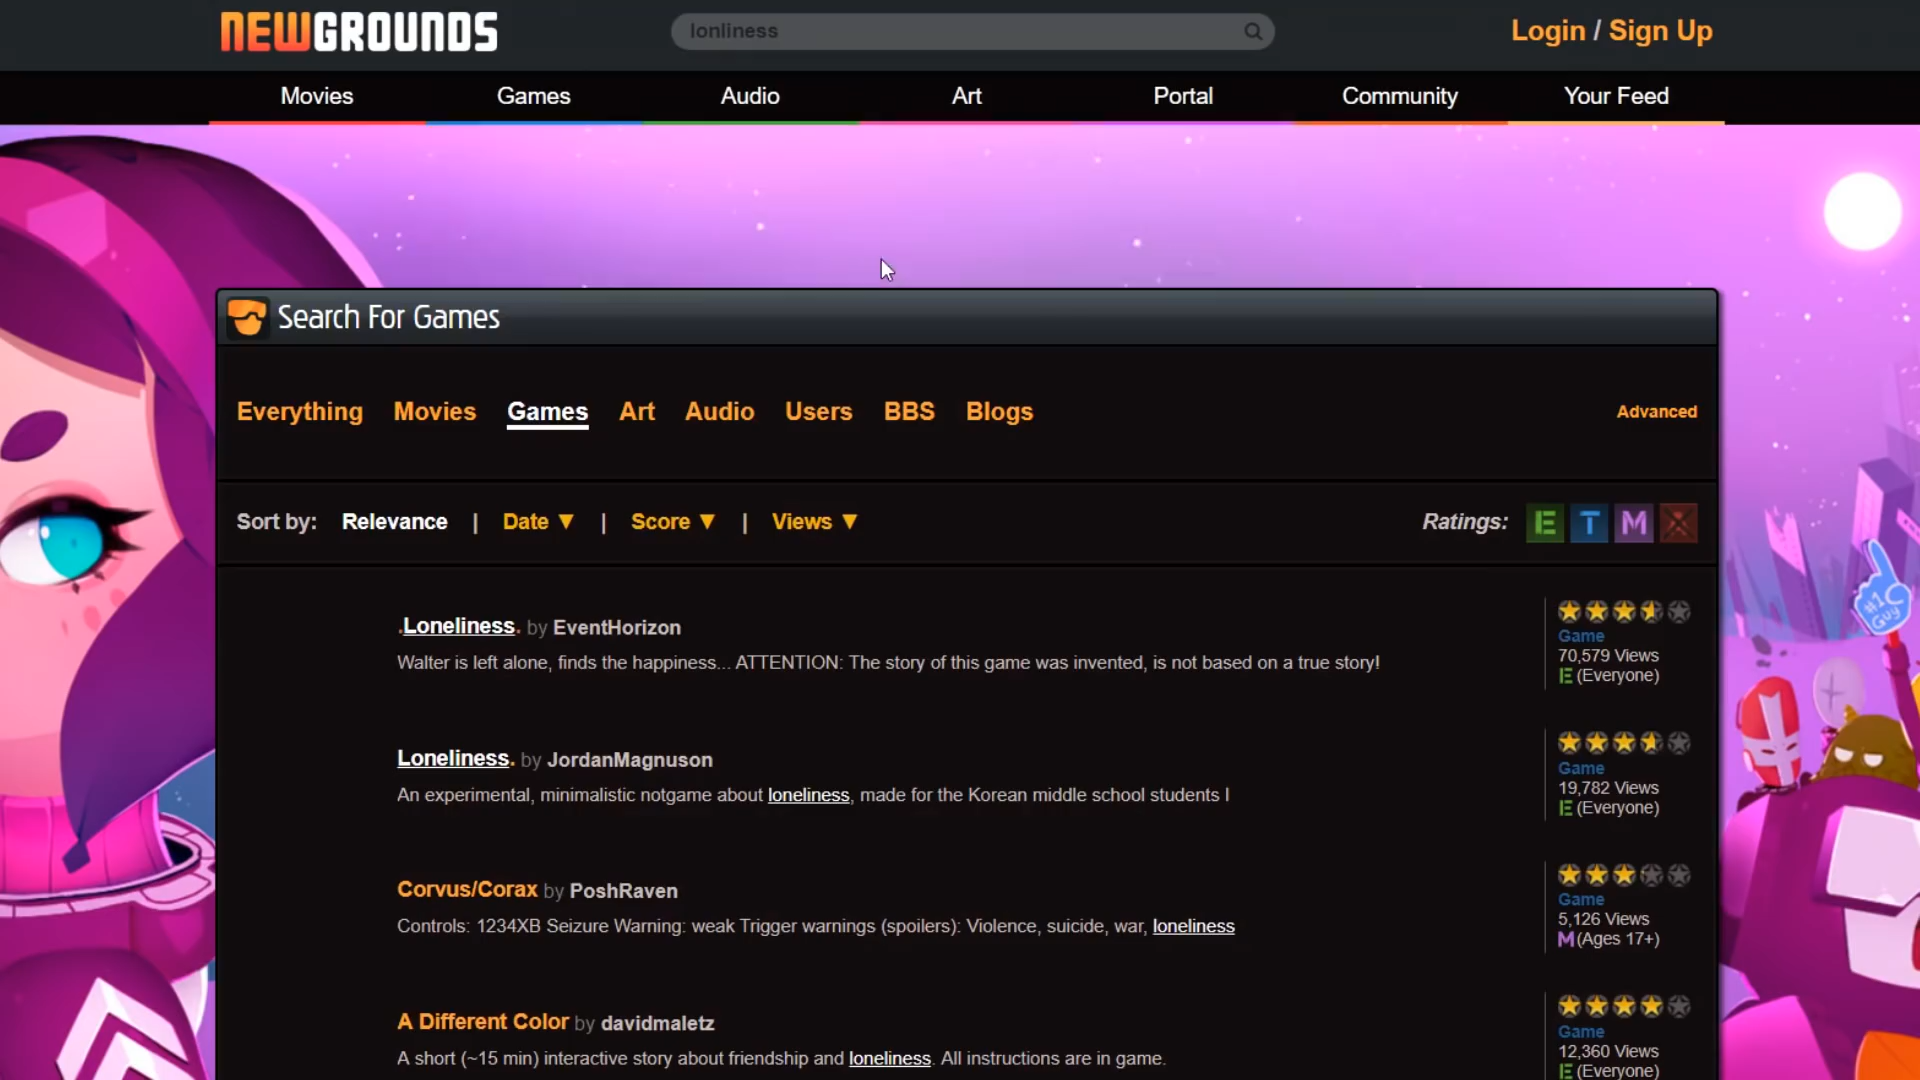 NEWGROUNDS
lonliness
Login / Sign Up
Movies Games Audio Art Portal Community Your Feed
Search For Games
Everything Movies Games Art Audio Users BBS Blogs Advanced
Sort by: Relevance | Date ▼ | Score ▼ | Views ▼ Ratings: E T M
.Loneliness. by EventHorizon
Walter is left alone, finds the happiness... ATTENTION: The story of this game was invented, is not based on a true story!
Game
70,579 Views
E (Everyone)
Loneliness. by JordanMagnuson
An experimental, minimalistic notgame about loneliness, made for the Korean middle school students I
Game
19,782 Views
E (Everyone)
Corvus/Corax by PoshRaven
Controls: 1234XB Seizure Warning: weak Trigger warnings (spoilers): Violence, suicide, war, loneliness
Game
5,126 Views
M (Ages 17+)
A Different Color by davidmaletz
A short (~15 min) interactive story about friendship and loneliness. All instructions are in game.
Game
12,360 Views
E (Everyone)
#1 C
Guy